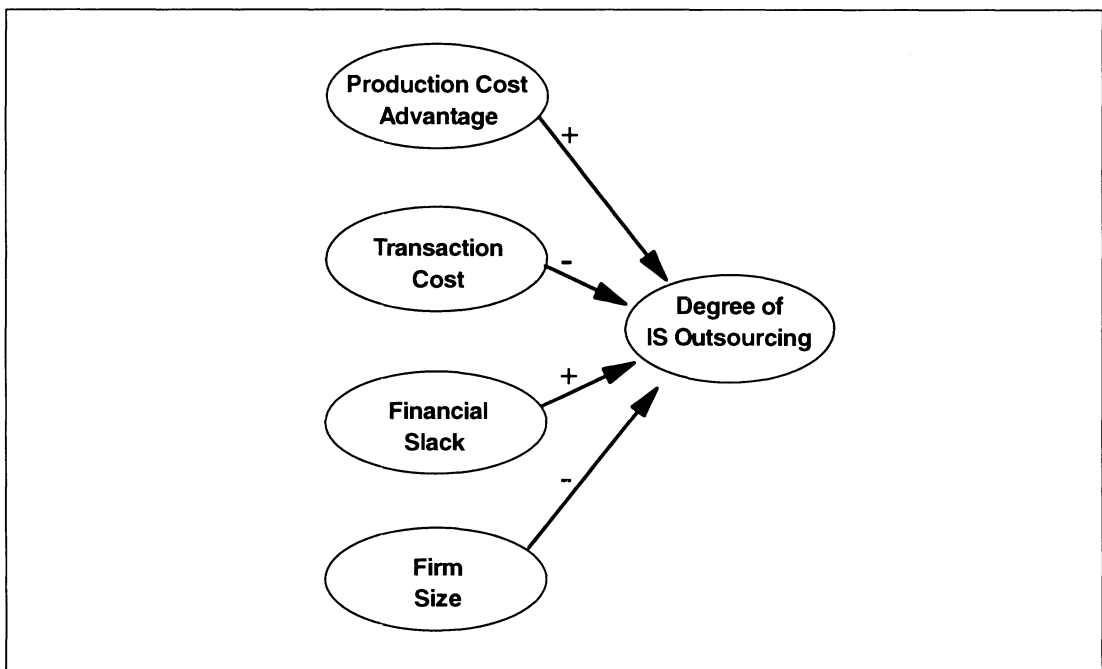 Production Cost
Advantage
+
Transaction
Cost
-
Degree of
IS Outsourcing
+
Financial
Slack
-
Firm
Size